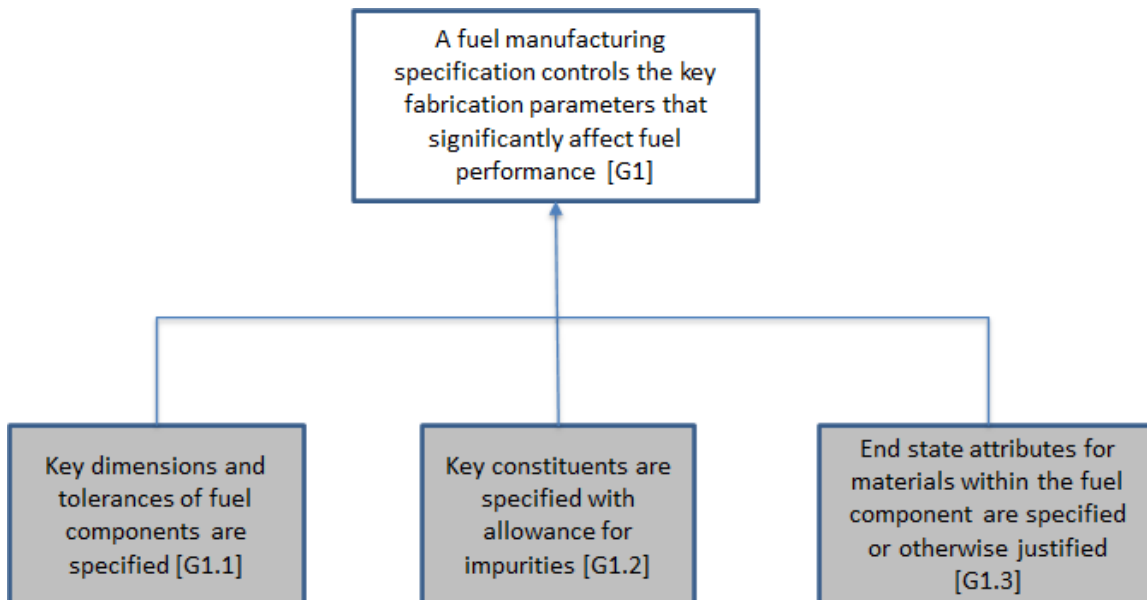 A fuel manufacturing
specification controls the key
fabrication parameters that
significantly affect fuel
performance [G1]
Key dimensions and
tolerances of fuel
components are
specified [G1.1]
Key constituents are
specified with
allowance for
impurities [G1.2]
End state attributes for
materials within the fuel
component are specified
or otherwise justified
[G1.3]